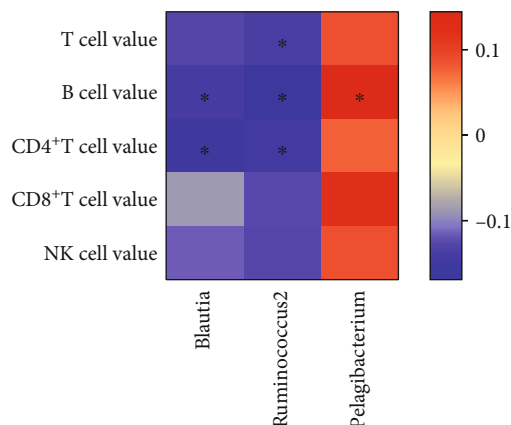 T cell value
*
B cell value
* * *
CD4⁺T cell value
* *
CD8⁺T cell value
NK cell value
Blautia
Ruminococcus2
Pelagibacterium
0.1
0
−0.1